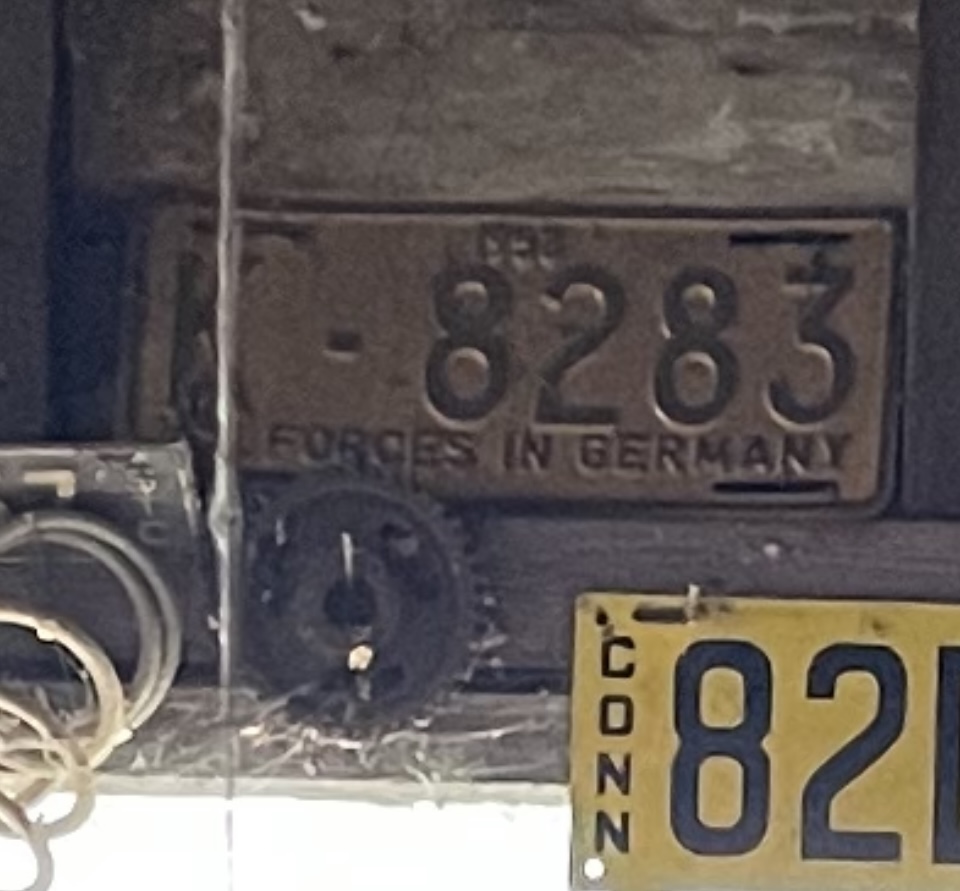 - 8283
FORCES IN GERMANY
CONN
82